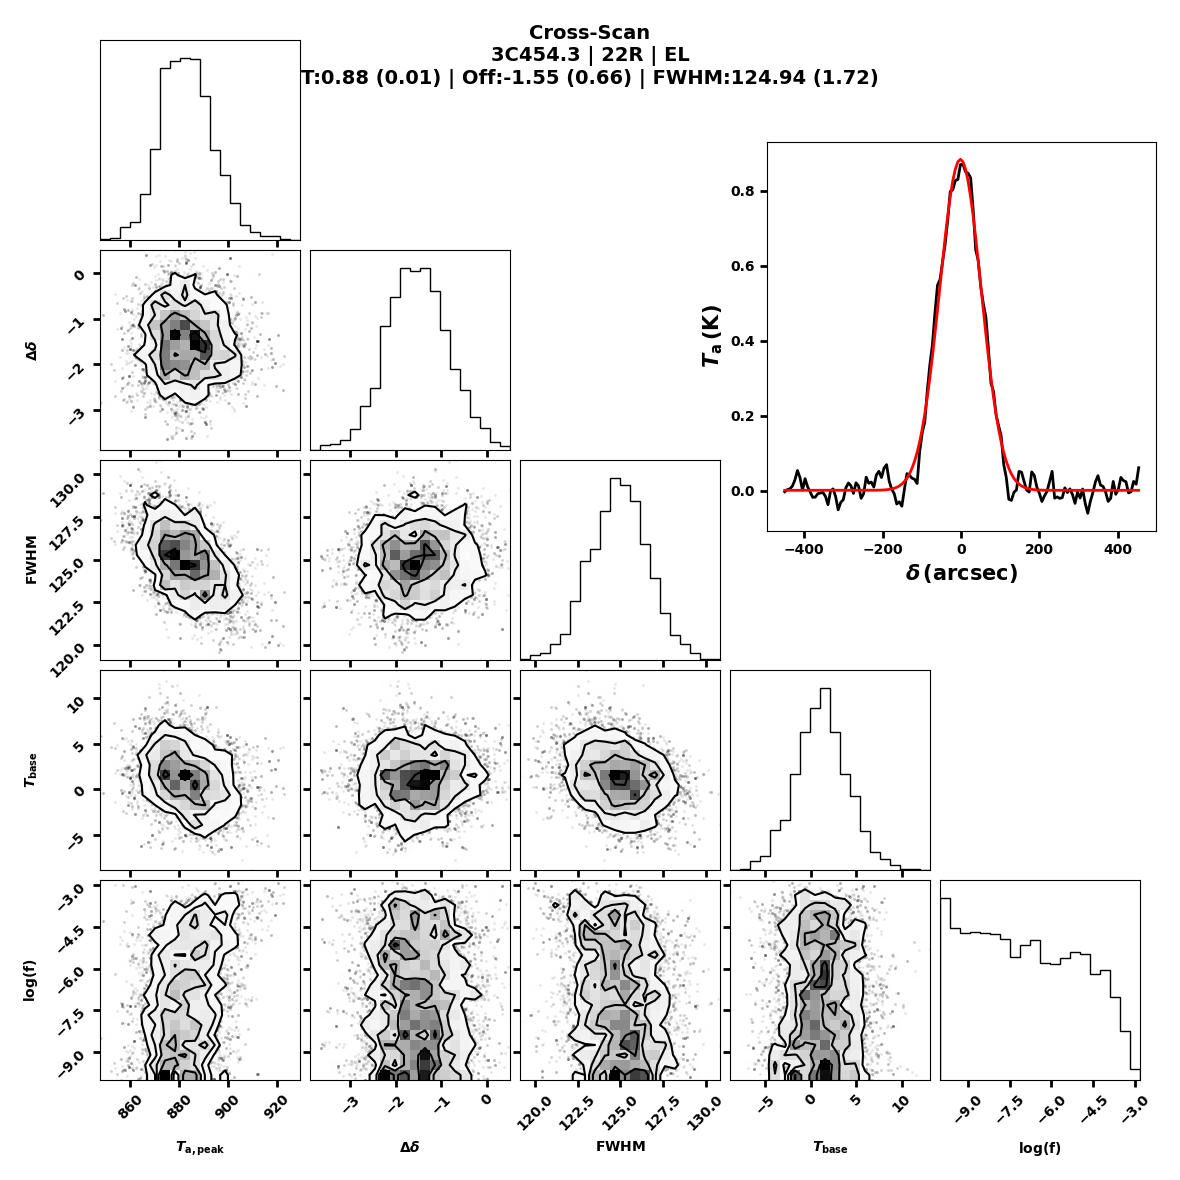 Cross-Scan
3C454.3 | 22R | EL
T:0.88 (0.01) | Off:-1.55 (0.66) | FWHM:124.94 (1.72)
0.8
0.6
0.4
0.2
0.0
Tₐ (K)
−400 −200 0 200 400
δ (arcsec)
0
−1
−2
−3
Δδ
130.0
127.5
125.0
122.5
120.0
FWHM
10
5
0
−5
T_base
−3.0
−4.5
−6.0
−7.5
−9.0
log(f)
860 880 900 920 −3 −2 −1 0 120.0 122.5 125.0 127.5 130.0 −5 0 5 10 −9.0 −7.5 −6.0 −4.5 −3.0
T_a,peak Δδ FWHM T_base log(f)